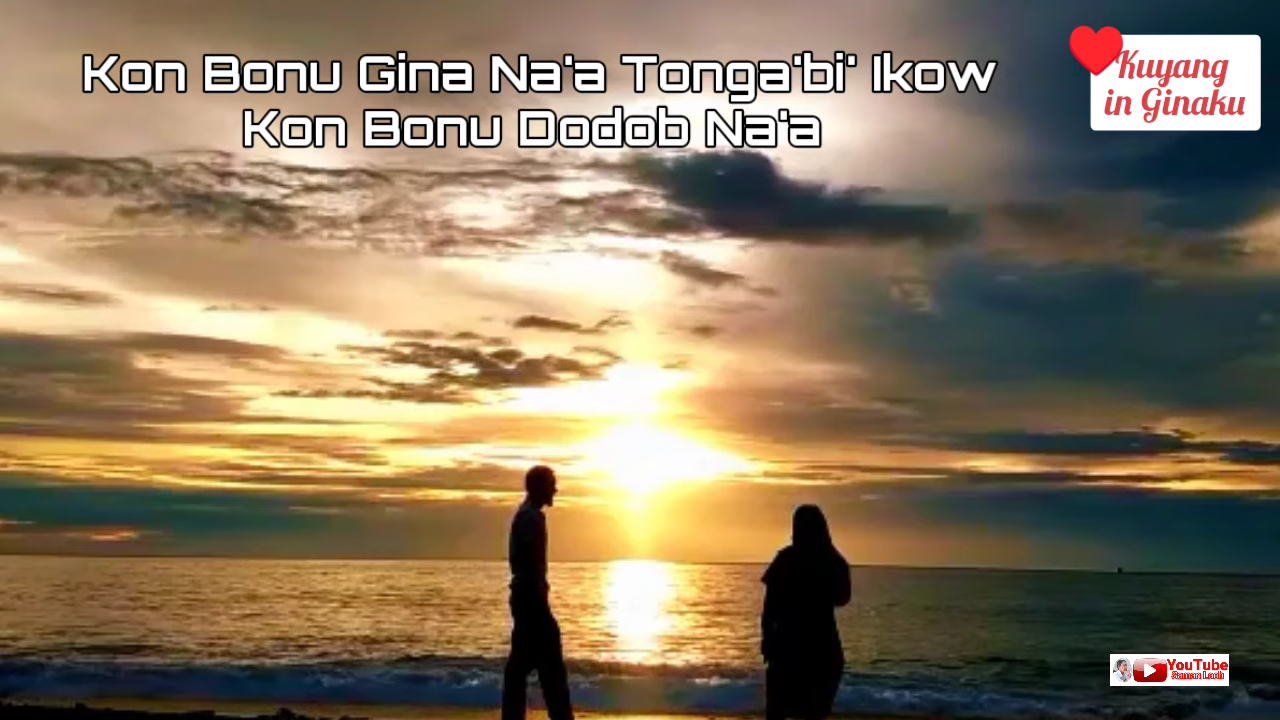 Kon Bonu Gina Na'a Tonga'bi' Ikow
Kon Bonu Dodob Na'a
Kuyang
in Ginaku
YouTube